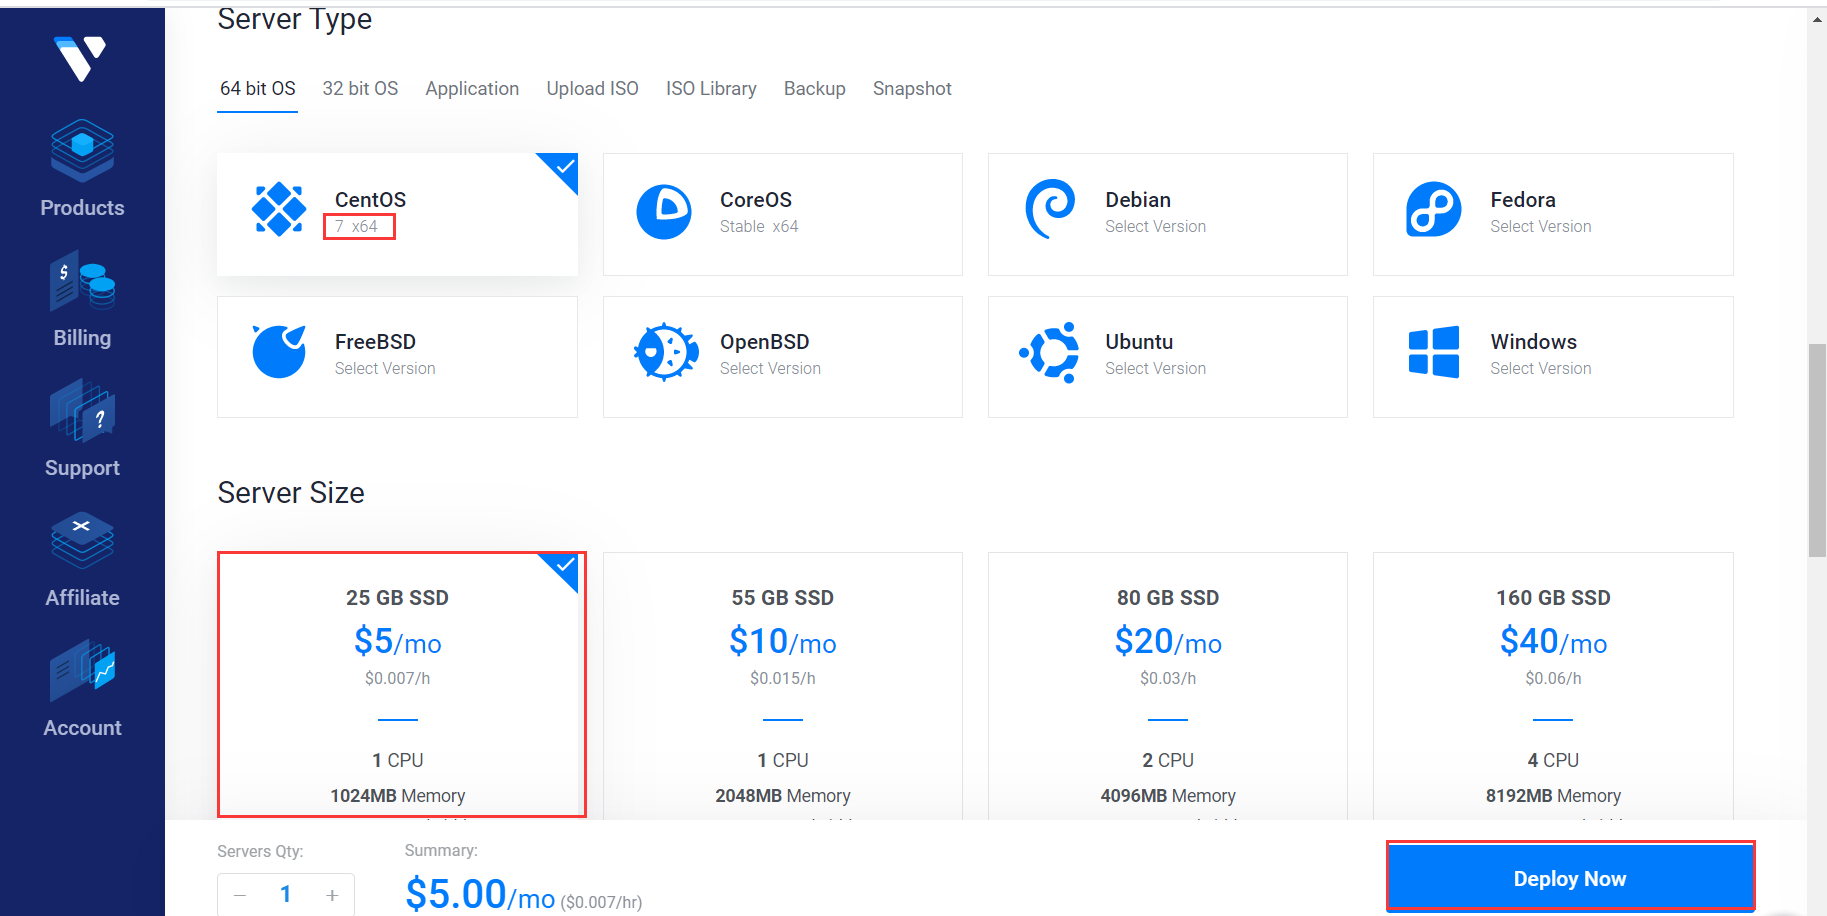 Server Type
64 bit OS 32 bit OS Application Upload ISO ISO Library Backup Snapshot
CentOS
7 x64
CoreOS
Stable x64
Debian
Select Version
Fedora
Select Version
FreeBSD
Select Version
OpenBSD
Select Version
Ubuntu
Select Version
Windows
Select Version
Products
Billing
Support
Affiliate
Account
Server Size
25 GB SSD
$5/mo
$0.007/h
1 CPU
1024MB Memory
55 GB SSD
$10/mo
$0.015/h
1 CPU
2048MB Memory
80 GB SSD
$20/mo
$0.03/h
2 CPU
4096MB Memory
160 GB SSD
$40/mo
$0.06/h
4 CPU
8192MB Memory
Servers Qty:
− 1 +
Summary:
$5.00/mo ($0.007/hr)
Deploy Now